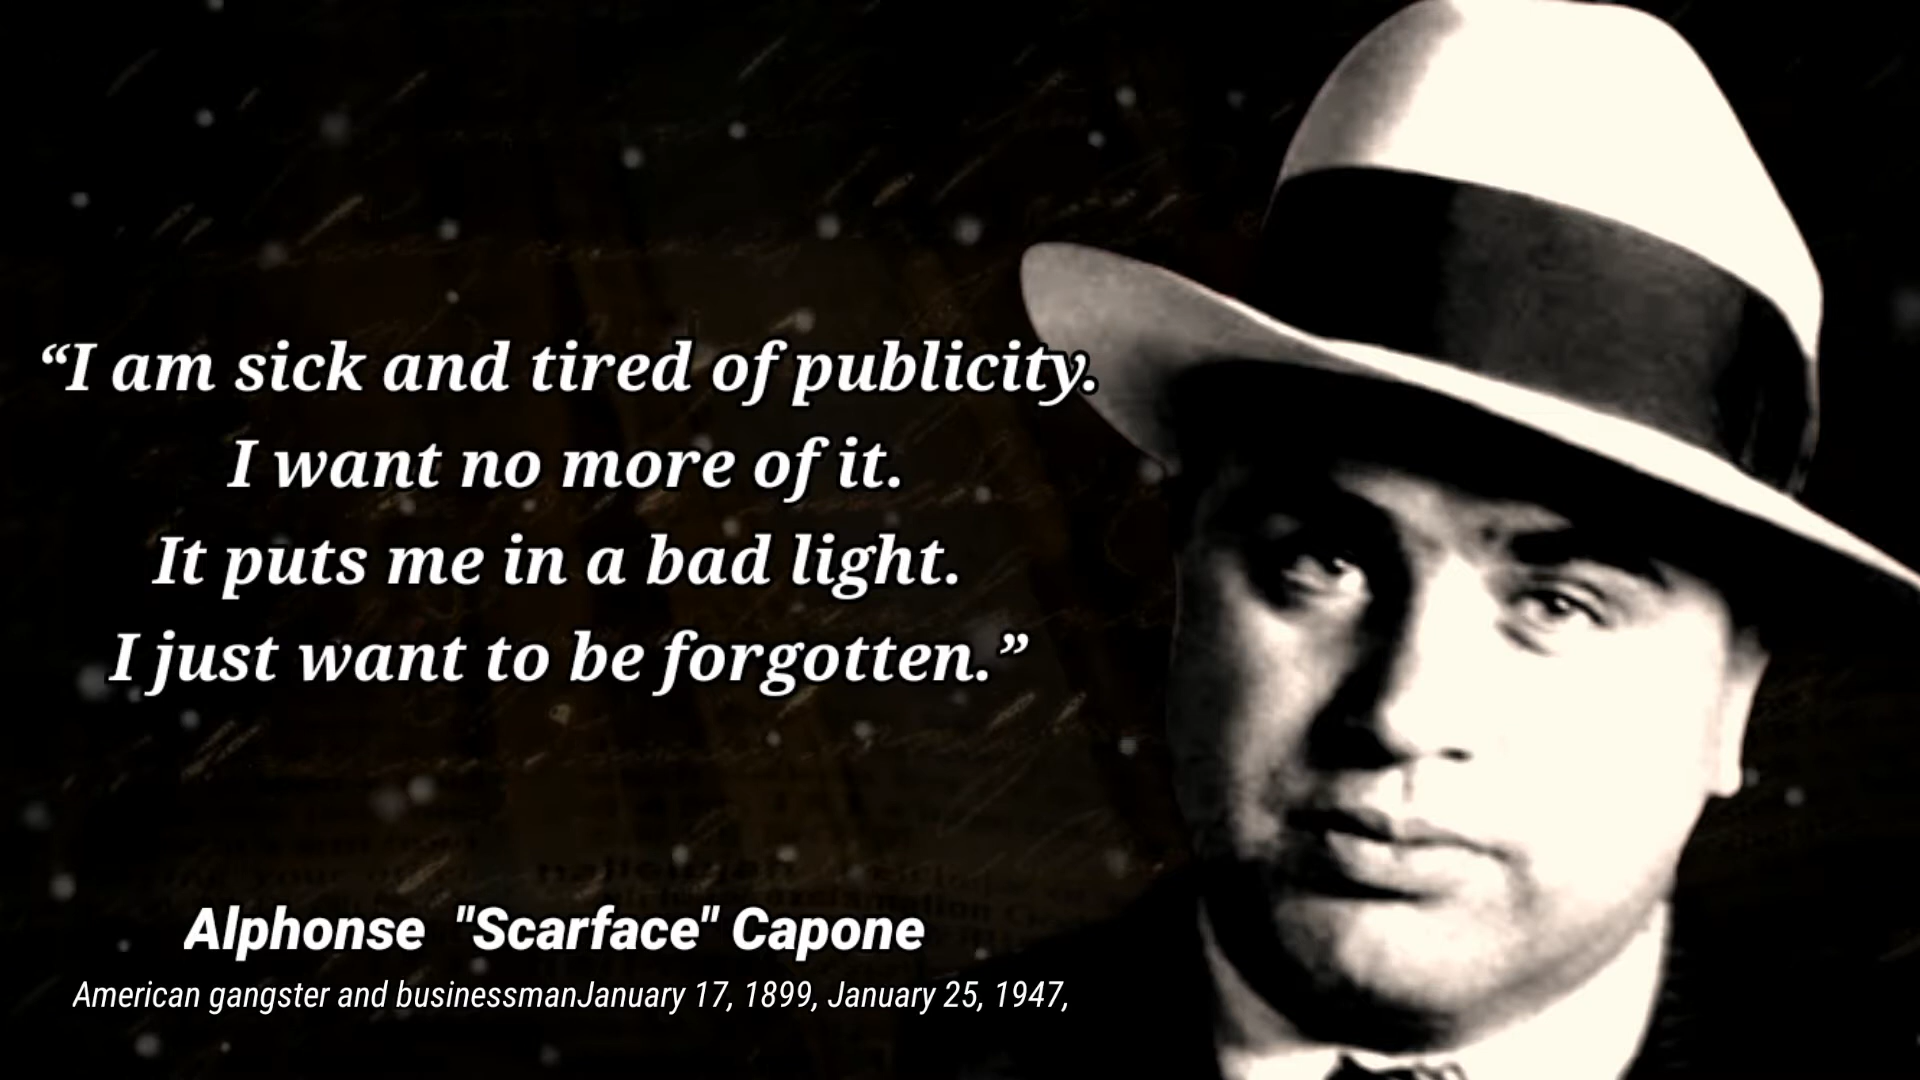 “I am sick and tired of publicity.
I want no more of it.
It puts me in a bad light.
I just want to be forgotten.”
Alphonse "Scarface" Capone
American gangster and businessmanJanuary 17, 1899, January 25, 1947,